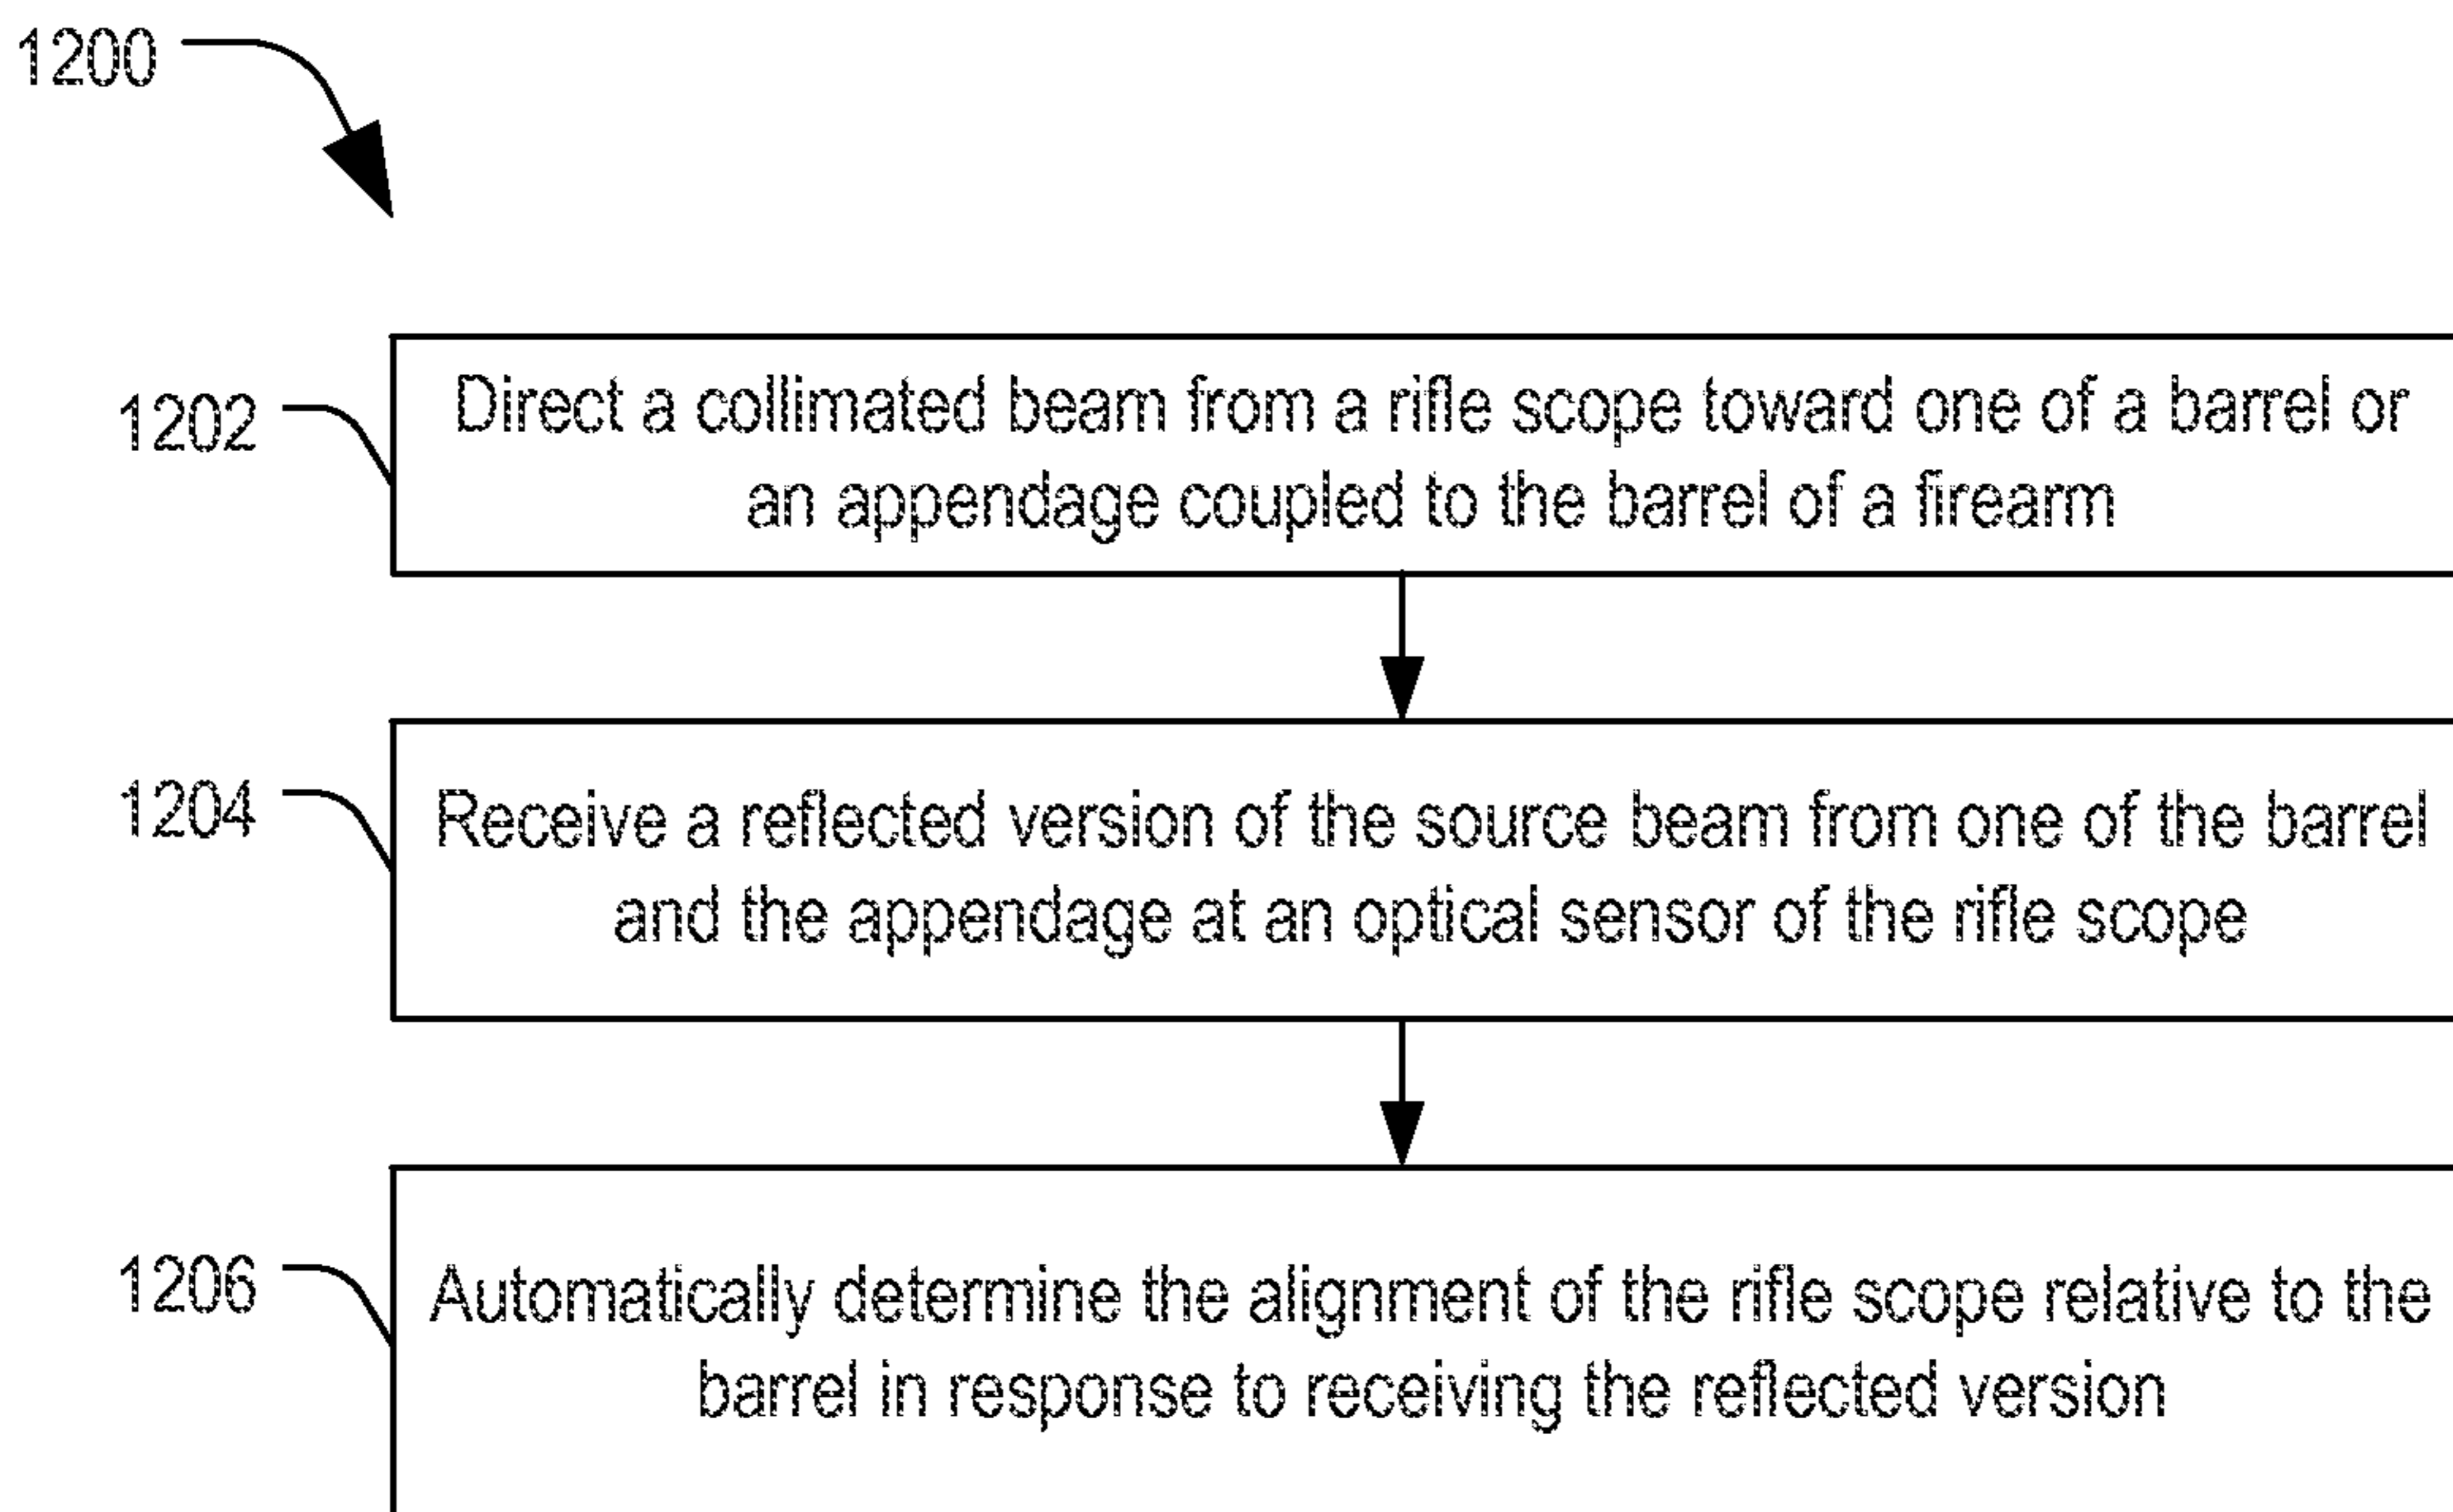 1200
1202
Direct a collimated beam from a rifle scope toward one of a barrel or
an appendage coupled to the barrel of a firearm
1204
Receive a reflected version of the source beam from one of the barrel
and the appendage at an optical sensor of the rifle scope
1206
Automatically determine the alignment of the rifle scope relative to the
barrel in response to receiving the reflected version